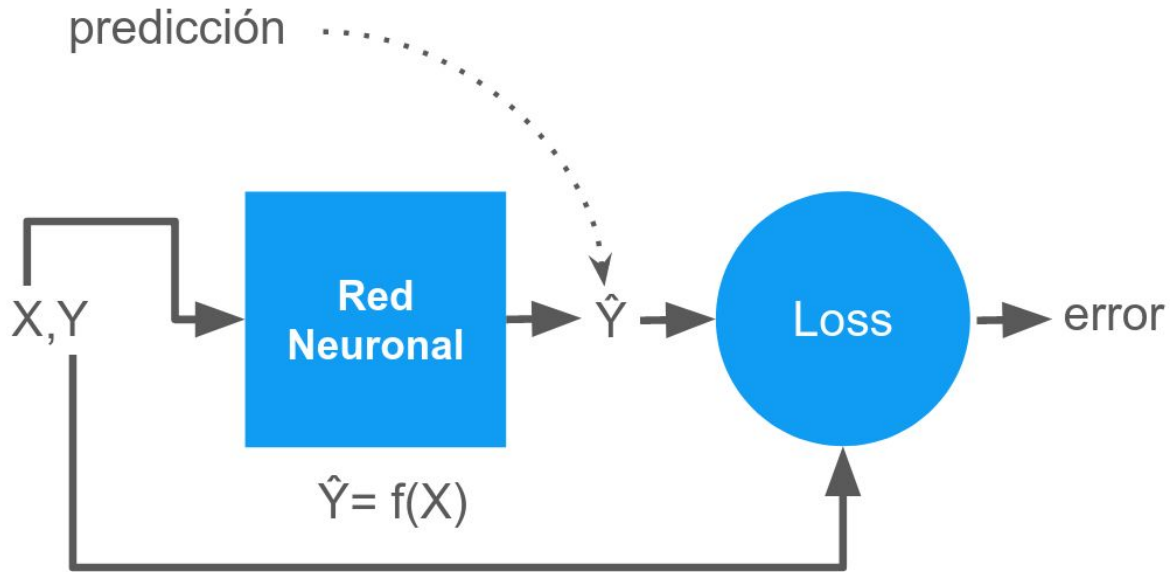 predicción
X,Y
Red
Neuronal
Ŷ
Loss
error
Ŷ= f(X)